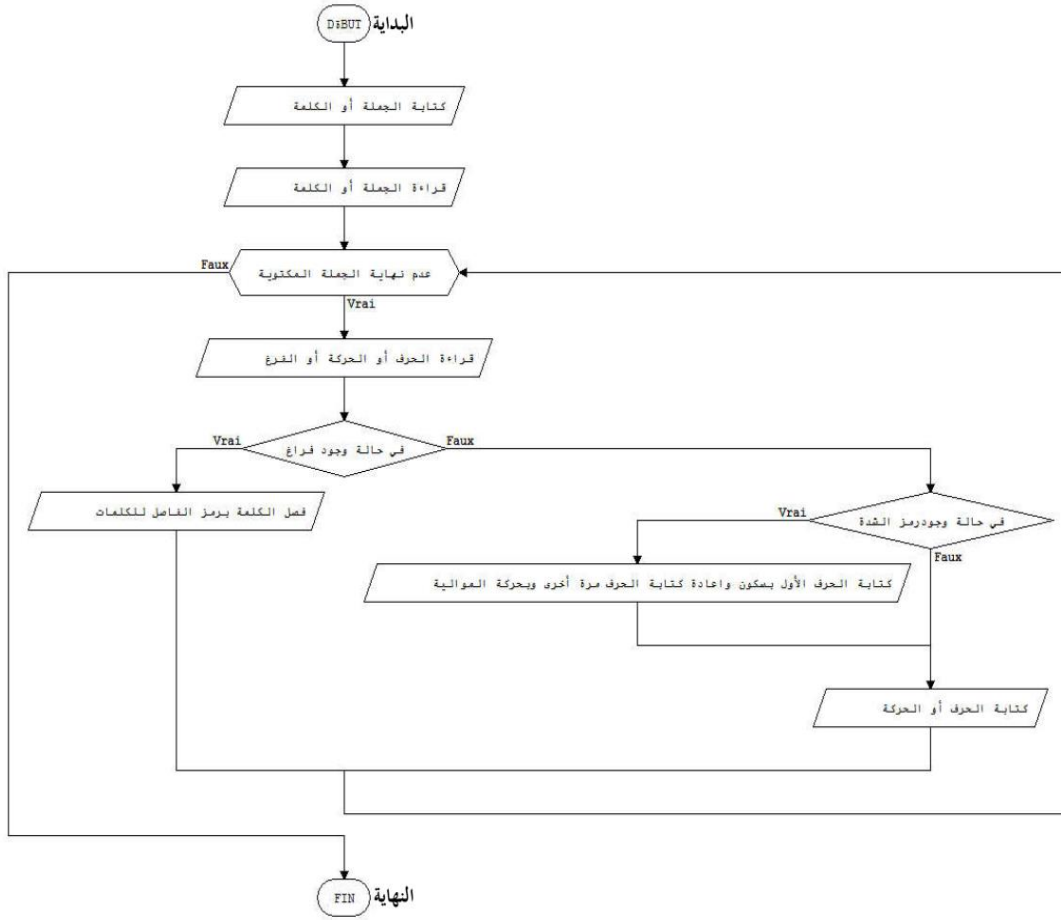 DéBUT البداية
كتابة الجملة أو الكلمة
قراءة الجملة أو الكلمة
Faux
عدم نهاية الجملة المكتوبة
Vrai
قراءة الحرف أو الحركة أو الفرغ
Vrai
في حالة وجود فراغ
Faux
فصل الكلمة برمز الفاصل للكلمات
Vrai
في حالة وجودرمز الشدة
Faux
كتابة الحرف الأول بسكون واعادة كتابة الحرف مرة أخرى وبحركة الموالية
كتابة الحرف أو الحركة
FIN النهاية